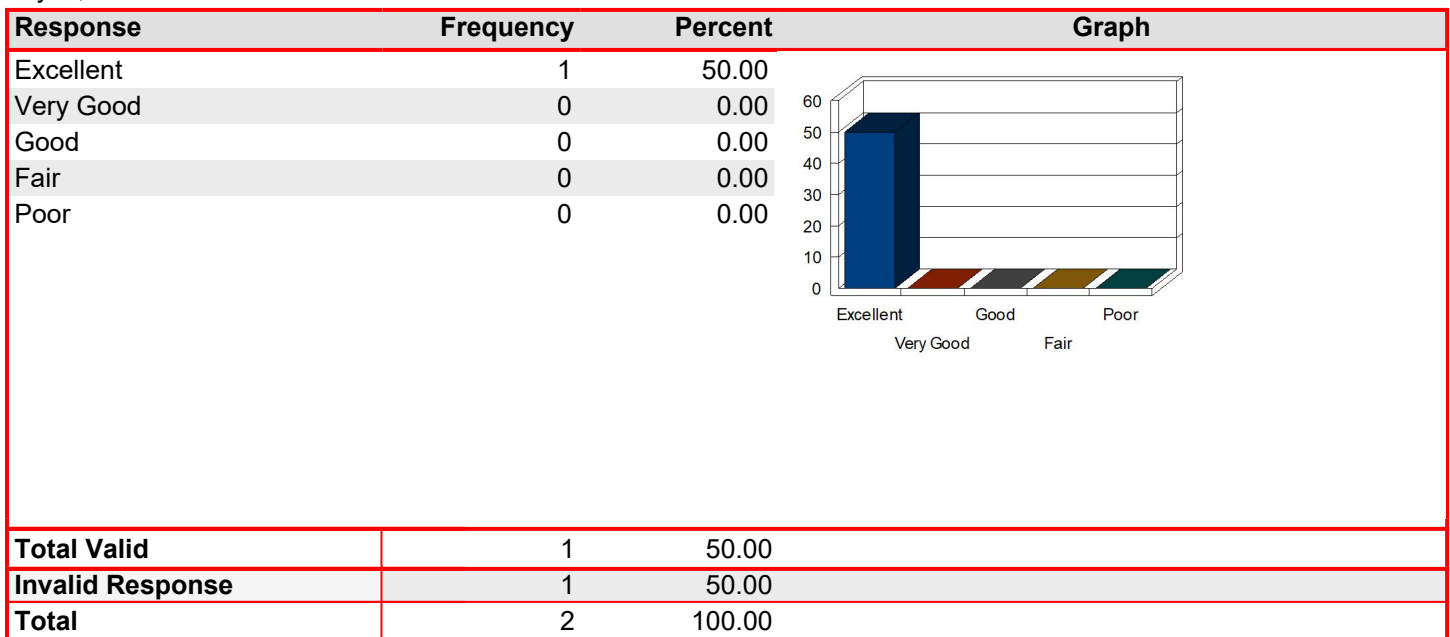 Response Frequency Percent Graph
Excellent 1 50.00
Very Good 0 0.00
Good 0 0.00
Fair 0 0.00
Poor 0 0.00
60
50
40
30
20
10
0
Excellent Good Poor
Very Good Fair
Total Valid 1 50.00
Invalid Response 1 50.00
Total 2 100.00